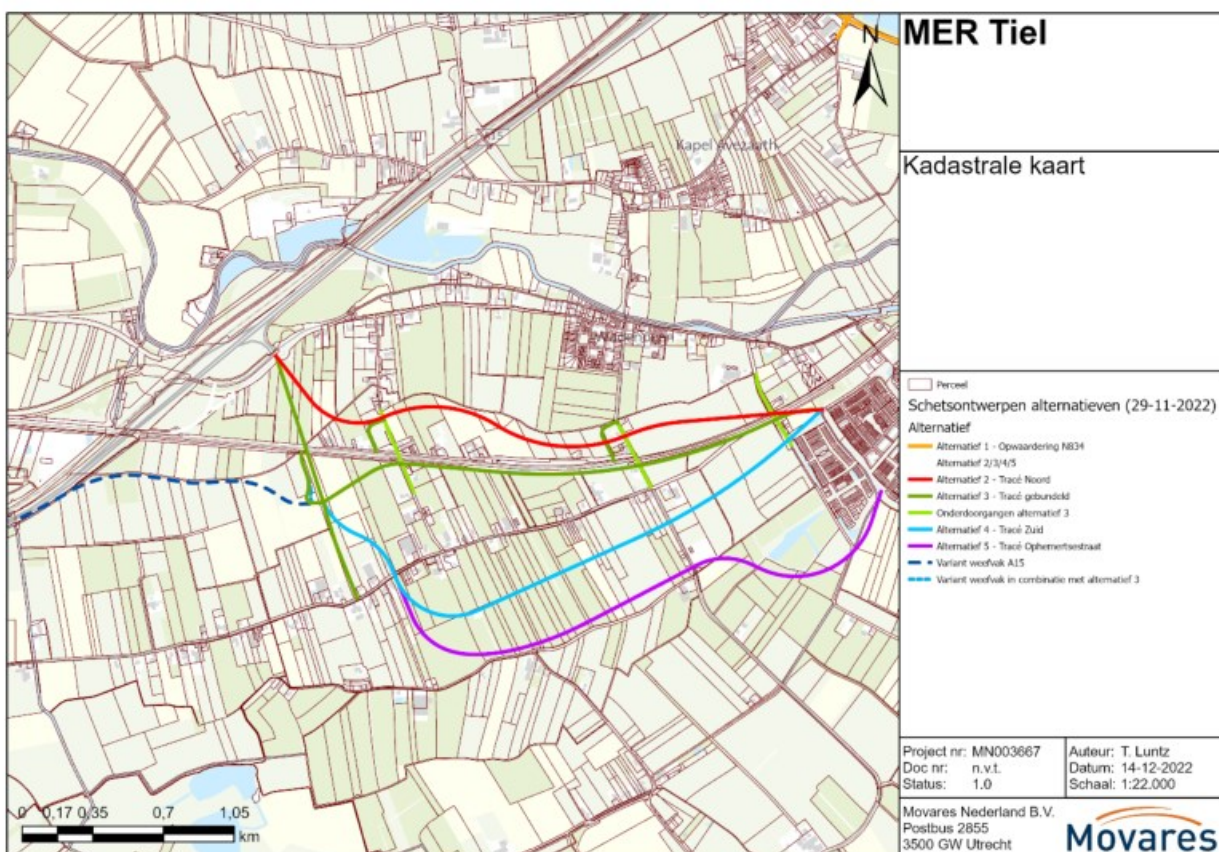 MER Tiel
N
Kadastrale kaart
A15
Kapel Avezaath
Perceel
Schetsontwerpen alternatieven (29-11-2022)
Alternatief
Alternatief 1 - Opwaardering N834
Alternatief 2/3/4/5
Alternatief 2 - Tracé Noord
Alternatief 3 - Tracé gebundeld
Onderdoorgangen alternatief 3
Alternatief 4 - Tracé Zuid
Alternatief 5 - Tracé Ophemertsestraat
Variant weefvak A15
Variant weefvak in combinatie met alternatief 3
0 0,17 0,35 0,7 1,05
km
Project nr: MN003667
Doc nr: n.v.t.
Status: 1.0
Auteur: T. Luntz
Datum: 14-12-2022
Schaal: 1:22.000
Movares Nederland B.V.
Postbus 2855
3500 GW Utrecht
Movares